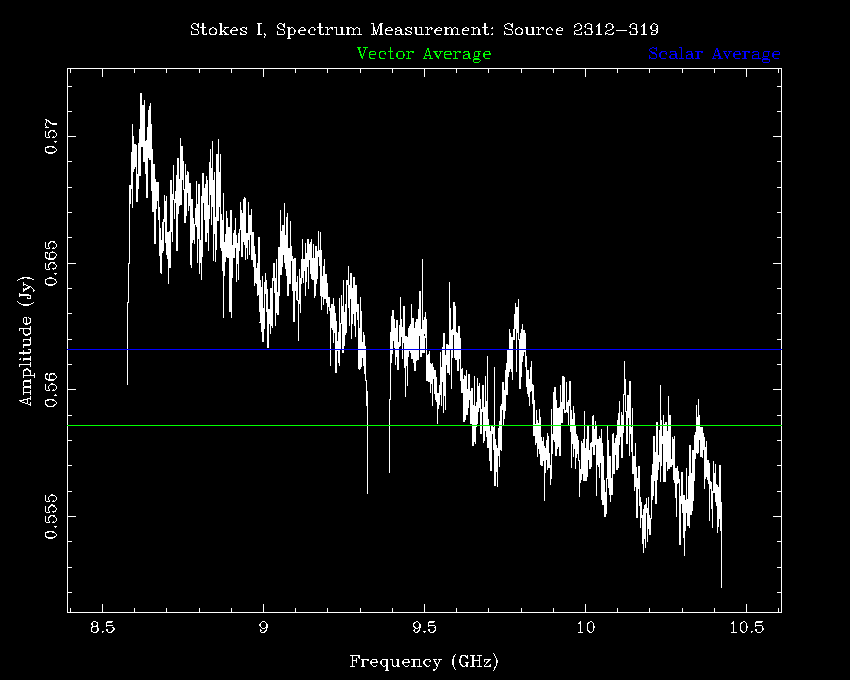 Stokes I, Spectrum Measurement: Source 2312−319
Vector Average Scalar Average
0.57
0.565
0.56
0.555
Amplitude (Jy)
8.5 9 9.5 10 10.5
Frequency (GHz)